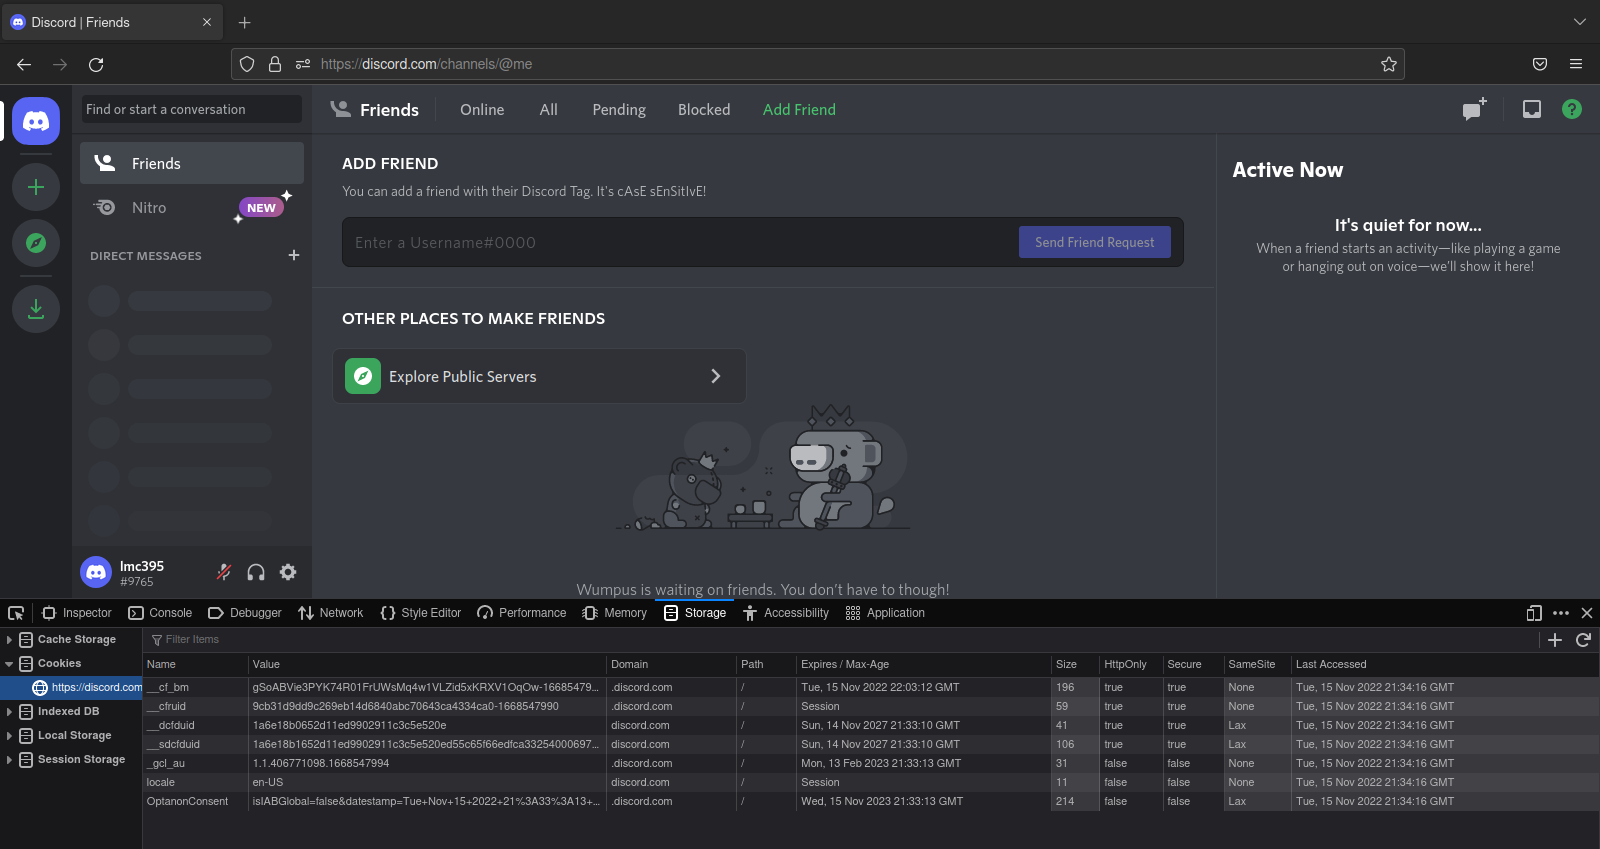 Discord | Friends
https://discord.com/channels/@me
Find or start a conversation
Friends
Online
All
Pending
Blocked
Add Friend
Friends
Nitro
NEW
DIRECT MESSAGES
ADD FRIEND
You can add a friend with their Discord Tag. It's cAsE sEnSitIvE!
Enter a Username#0000
Send Friend Request
OTHER PLACES TO MAKE FRIENDS
Explore Public Servers
Wumpus is waiting on friends. You don't have to though!
Active Now
It's quiet for now...
When a friend starts an activity—like playing a game
or hanging out on voice—we'll show it here!
lmc395
#9765
Inspector
Console
Debugger
Network
Style Editor
Performance
Memory
Storage
Accessibility
Application
Cache Storage
Cookies
https://discord.com
Indexed DB
Local Storage
Session Storage
Filter Items
Name Value Domain Path Expires / Max-Age Size HttpOnly Secure SameSite Last Accessed
__cf_bm gSoABVie3PYK74R01FrUWsMq4w1VLZid5xKRXV1OqOw-16685479... .discord.com / Tue, 15 Nov 2022 22:03:12 GMT 196 true true None Tue, 15 Nov 2022 21:34:16 GMT
__cfruid 9cb31d9dd9c269eb14d6840abc70643ca4334ca0-1668547990 .discord.com / Session 59 true true None Tue, 15 Nov 2022 21:34:16 GMT
__dcfduid 1a6e18b0652d11ed9902911c3c5e520e discord.com / Sun, 14 Nov 2027 21:33:10 GMT 41 true true Lax Tue, 15 Nov 2022 21:34:16 GMT
__sdcfduid 1a6e18b1652d11ed9902911c3c5e520ed55c65f66edfca33254000697... discord.com / Sun, 14 Nov 2027 21:33:10 GMT 106 true true Lax Tue, 15 Nov 2022 21:34:16 GMT
_gcl_au 1.1.406771098.1668547994 .discord.com / Mon, 13 Feb 2023 21:33:13 GMT 31 false false None Tue, 15 Nov 2022 21:34:16 GMT
locale en-US discord.com / Session 11 false false None Tue, 15 Nov 2022 21:34:16 GMT
OptanonConsent isIABGlobal=false&datestamp=Tue+Nov+15+2022+21%3A33%3A13+... .discord.com / Wed, 15 Nov 2023 21:33:13 GMT 214 false false Lax Tue, 15 Nov 2022 21:34:16 GMT